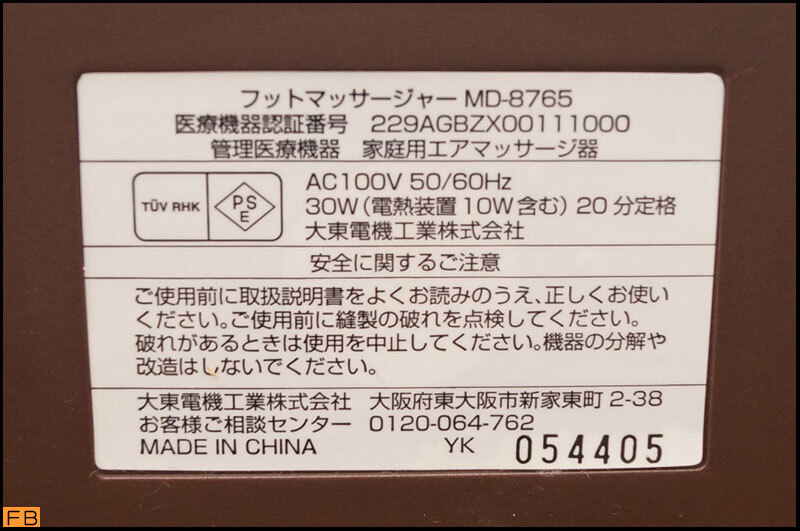 フットマッサージャー MD-8765
医療機器認証番号 229AGBZX00111000
管理医療機器 家庭用エアマッサージ器
TÜV RHK
PSE
AC100V 50/60Hz
30W(電熱装置10W含む) 20分定格
大東電機工業株式会社
安全に関するご注意
ご使用前に取扱説明書をよくお読みのうえ、正しくお使い
ください。ご使用前に縫製の破れを点検してください。
破れがあるときは使用を中止してください。機器の分解や
改造はしないでください。
大東電機工業株式会社 大阪府東大阪市新家東町2-38
お客様ご相談センター 0120-064-762
MADE IN CHINA YK 054405
FB